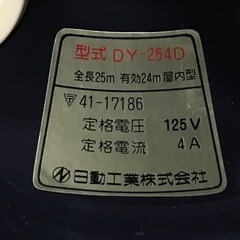 型式 DY-254D
全長25m 有効24m 屋内型
〒 41-17186
定格電圧 125V
定格電流 4A
日動工業株式会社